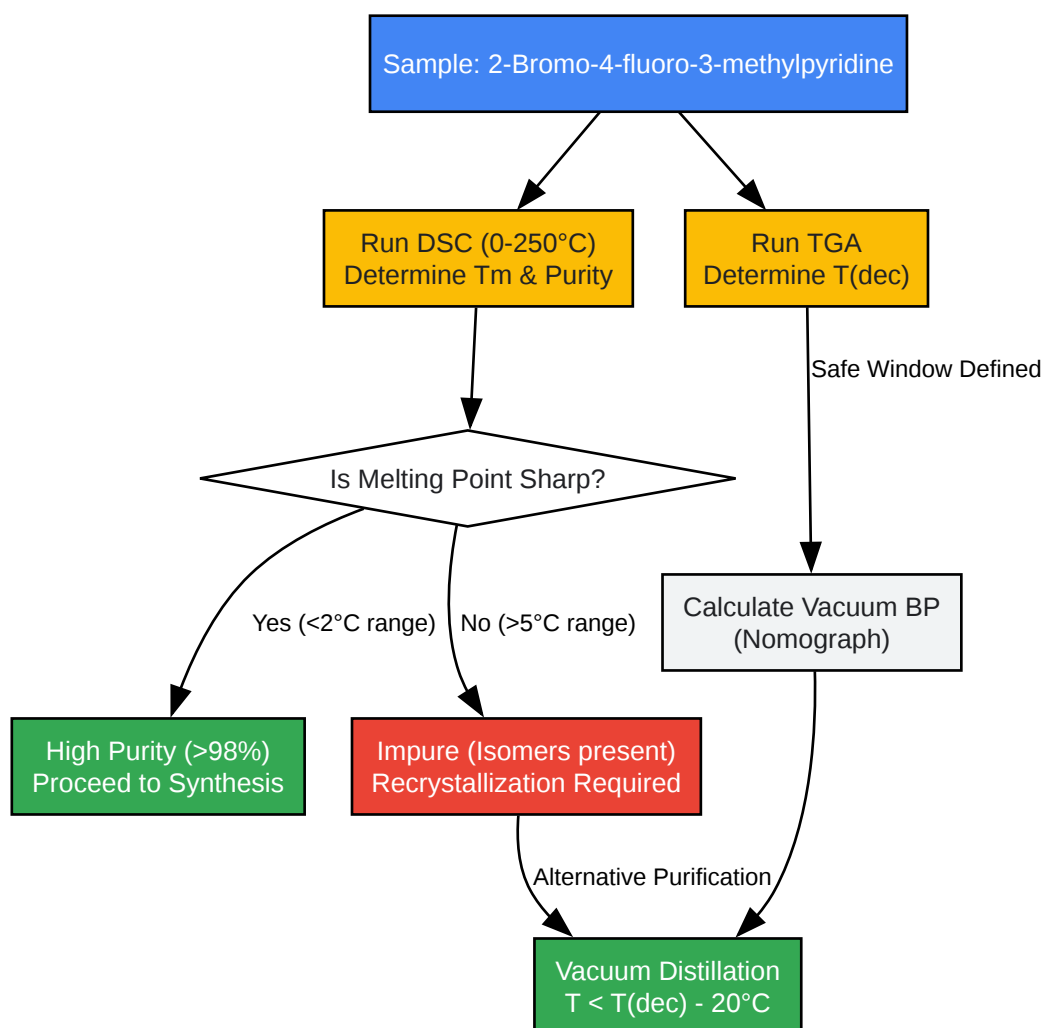 Sample: 2-Bromo-4-fluoro-3-methylpyridine
Run DSC (0-250°C)
Determine Tm & Purity
Run TGA
Determine T(dec)
Safe Window Defined
Is Melting Point Sharp?
Yes (<2°C range)
No (>5°C range)
Calculate Vacuum BP
(Nomograph)
High Purity (>98%)
Proceed to Synthesis
Impure (Isomers present)
Recrystallization Required
Alternative Purification
Vacuum Distillation
T < T(dec) - 20°C